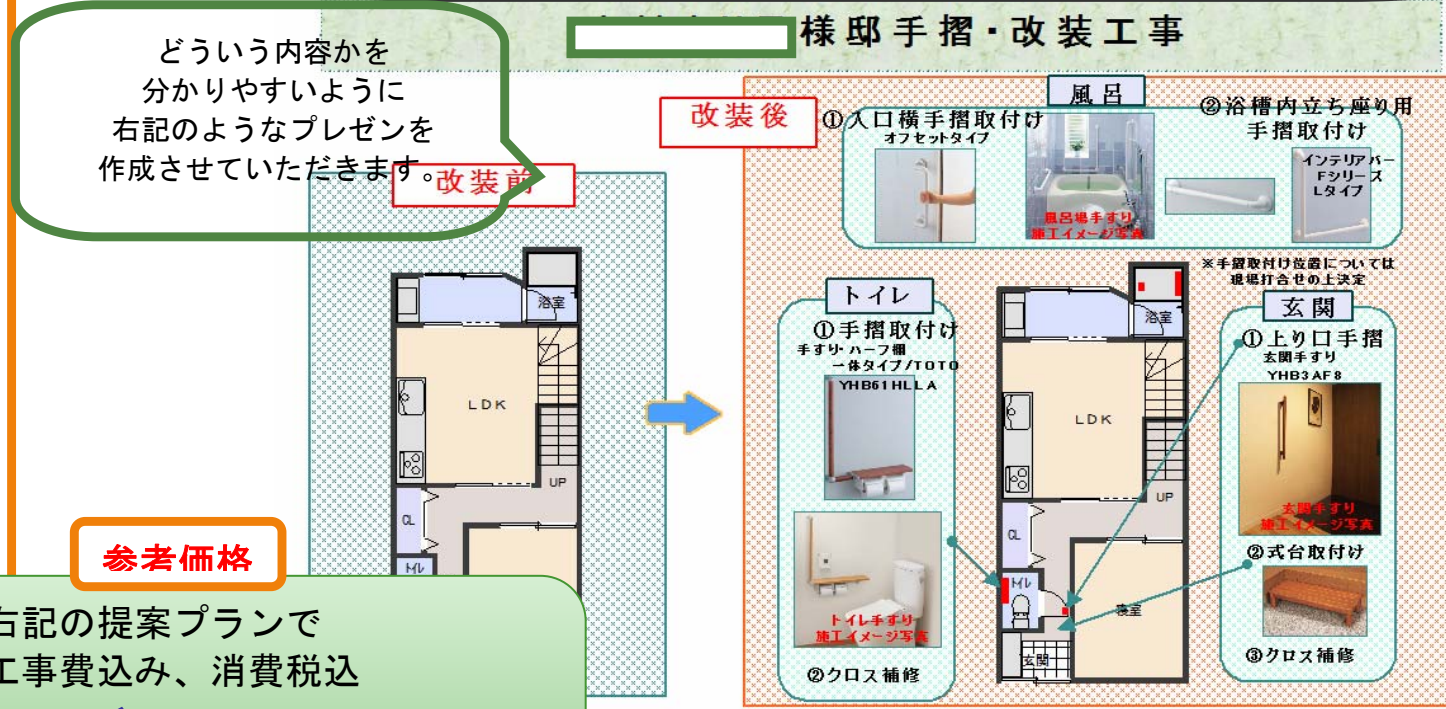 様邸手摺・改装工事
どういう内容かを
分かりやすいように
右記のようなプレゼンを
作成させていただきます。
改装前
浴室
LDK
UP
CL
トイレ
参考価格
右記の提案プランで
工事費込み、消費税込
改装後
風呂
①入口横手摺取付け
オフセットタイプ
風呂場手すり
施工イメージ写真
②浴槽内立ち座り用
手摺取付け
インテリアバー
Fシリーズ
Lタイプ
※手摺取付け位置については
現場打合せの上決定
トイレ
①手摺取付け
手すり・ハーフ棚
一体タイプ/TOTO
YHB61HLLA
トイレ手すり
施工イメージ写真
②クロス補修
浴室
LDK
UP
CL
トイレ
寝室
玄関
玄関
①上り口手摺
玄関手すり
YHB3AF8
玄関手すり
施工イメージ写真
②式台取付け
③クロス補修